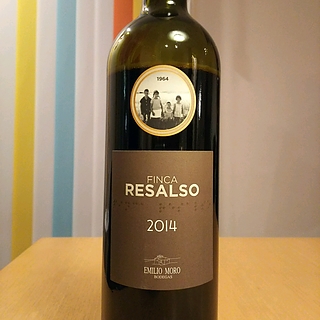 1964
FINCA
RESALSO
2014
EMILIO MORO
BODEGAS